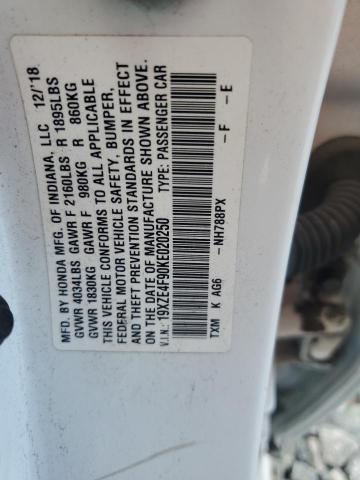 MFD. BY HONDA MFG. OF INDIANA, LLC 12/'18
GVWR 4034LBS GAWR F 2160LBS R 1895LBS
GVWR 1830KG GAWR F 980KG R 860KG
THIS VEHICLE CONFORMS TO ALL APPLICABLE
FEDERAL MOTOR VEHICLE SAFETY, BUMPER,
AND THEFT PREVENTION STANDARDS IN EFFECT
ON THE DATE OF MANUFACTURE SHOWN ABOVE.
V.I.N.: 19XZE4F90KE020250 TYPE: PASSENGER CAR
NH788PX -F -E
TXM K AG6